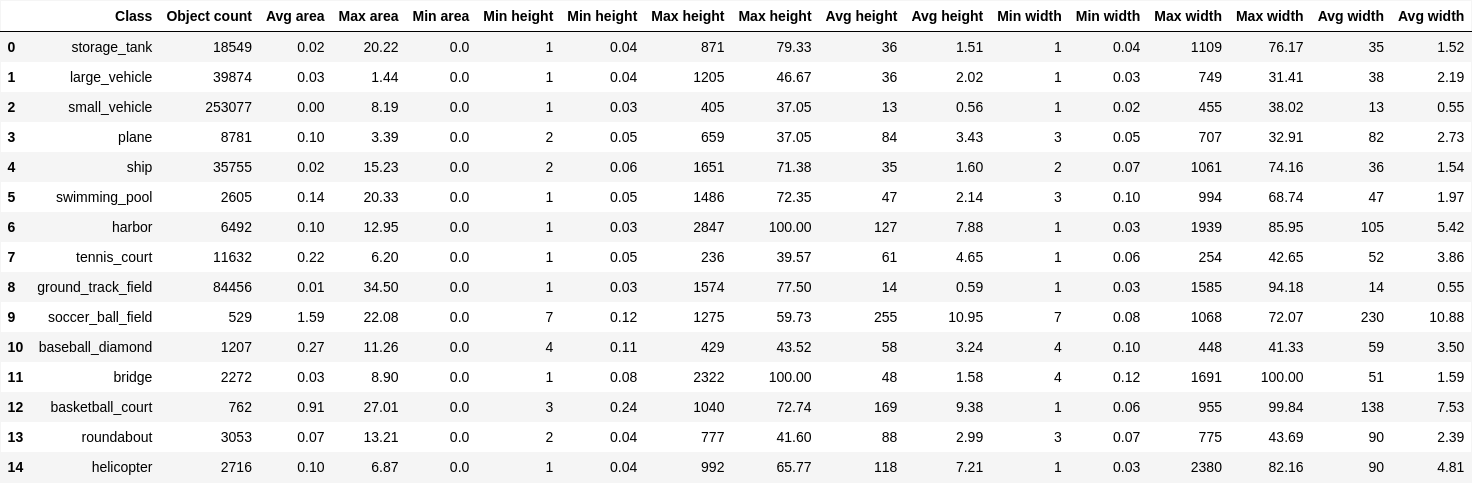 Class Object count Avg area Max area Min area Min height Min height Max height Max height Avg height Avg height Min width Min width Max width Max width Avg width Avg width
0 storage_tank 18549 0.02 20.22 0.0 1 0.04 871 79.33 36 1.51 1 0.04 1109 76.17 35 1.52
1 large_vehicle 39874 0.03 1.44 0.0 1 0.04 1205 46.67 36 2.02 1 0.03 749 31.41 38 2.19
2 small_vehicle 253077 0.00 8.19 0.0 1 0.03 405 37.05 13 0.56 1 0.02 455 38.02 13 0.55
3 plane 8781 0.10 3.39 0.0 2 0.05 659 37.05 84 3.43 3 0.05 707 32.91 82 2.73
4 ship 35755 0.02 15.23 0.0 2 0.06 1651 71.38 35 1.60 2 0.07 1061 74.16 36 1.54
5 swimming_pool 2605 0.14 20.33 0.0 1 0.05 1486 72.35 47 2.14 3 0.10 994 68.74 47 1.97
6 harbor 6492 0.10 12.95 0.0 1 0.03 2847 100.00 127 7.88 1 0.03 1939 85.95 105 5.42
7 tennis_court 11632 0.22 6.20 0.0 1 0.05 236 39.57 61 4.65 1 0.06 254 42.65 52 3.86
8 ground_track_field 84456 0.01 34.50 0.0 1 0.03 1574 77.50 14 0.59 1 0.03 1585 94.18 14 0.55
9 soccer_ball_field 529 1.59 22.08 0.0 7 0.12 1275 59.73 255 10.95 7 0.08 1068 72.07 230 10.88
10 baseball_diamond 1207 0.27 11.26 0.0 4 0.11 429 43.52 58 3.24 4 0.10 448 41.33 59 3.50
11 bridge 2272 0.03 8.90 0.0 1 0.08 2322 100.00 48 1.58 4 0.12 1691 100.00 51 1.59
12 basketball_court 762 0.91 27.01 0.0 3 0.24 1040 72.74 169 9.38 1 0.06 955 99.84 138 7.53
13 roundabout 3053 0.07 13.21 0.0 2 0.04 777 41.60 88 2.99 3 0.07 775 43.69 90 2.39
14 helicopter 2716 0.10 6.87 0.0 1 0.04 992 65.77 118 7.21 1 0.03 2380 82.16 90 4.81